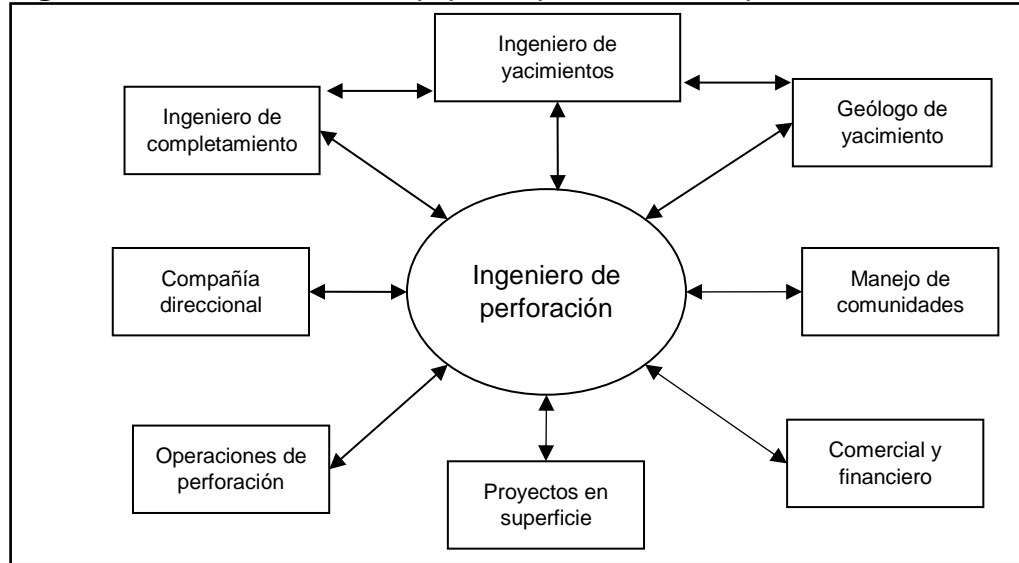 Ingeniero de
yacimientos
Ingeniero de
completamiento
Geólogo de
yacimiento
Compañía
direccional
Ingeniero de
perforación
Manejo de
comunidades
Operaciones de
perforación
Proyectos en
superficie
Comercial y
financiero